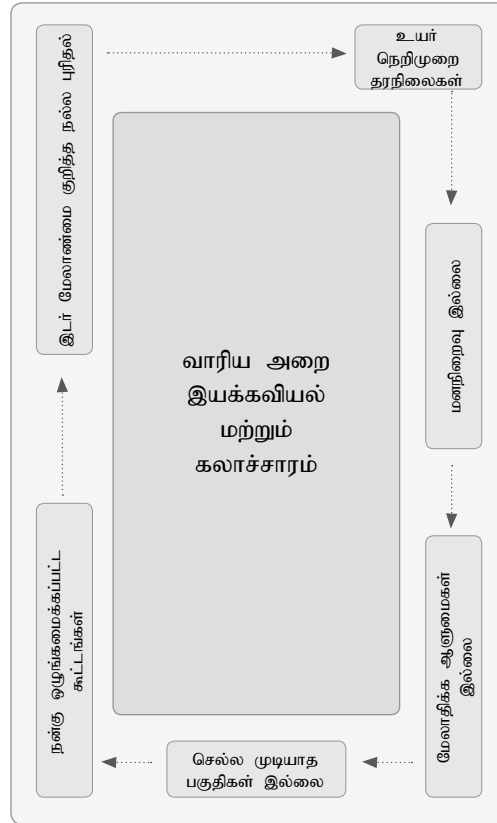 உயர்
நெறிமுறை
தரநிலைகள்
மனநிறைவு இல்லை
மேலாதிக்க ஆளுமைகள்
இல்லை
செல்ல முடியாத
பகுதிகள் இல்லை
நன்கு ஒழுங்கமைக்கப்பட்ட
கூட்டங்கள்
இடர் மேலாண்மை குறித்த நல்ல புரிதல்
வாரிய அறை
இயக்கவியல்
மற்றும்
கலாச்சாரம்